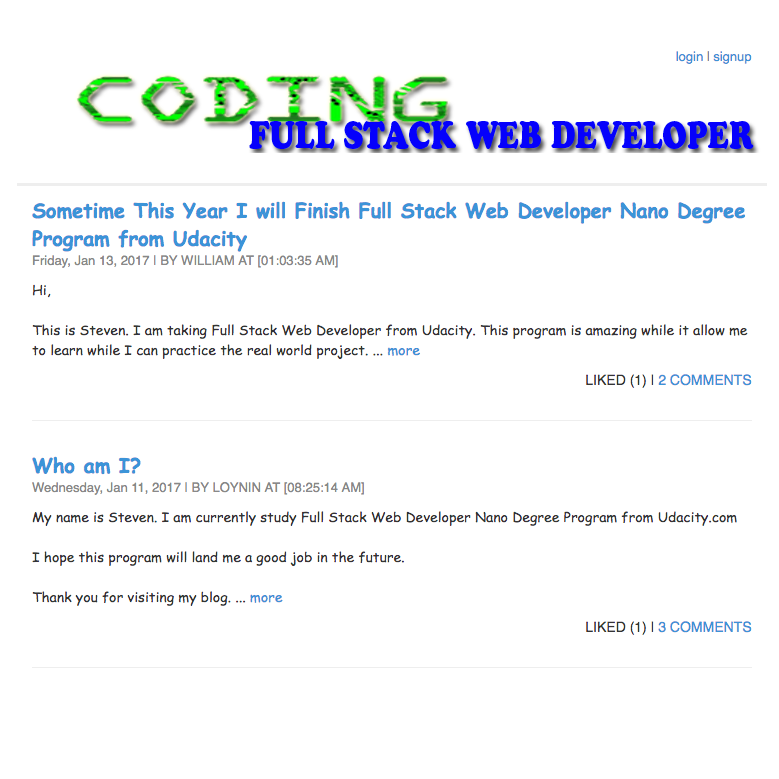 login | signup
CODING
FULL STACK WEB DEVELOPER
Sometime This Year I will Finish Full Stack Web Developer Nano Degree
Program from Udacity
Friday, Jan 13, 2017 | BY WILLIAM AT [01:03:35 AM]
Hi,
This is Steven. I am taking Full Stack Web Developer from Udacity. This program is amazing while it allow me
to learn while I can practice the real world project. ... more
LIKED (1) | 2 COMMENTS
Who am I?
Wednesday, Jan 11, 2017 | BY LOYNIN AT [08:25:14 AM]
My name is Steven. I am currently study Full Stack Web Developer Nano Degree Program from Udacity.com
I hope this program will land me a good job in the future.
Thank you for visiting my blog. ... more
LIKED (1) | 3 COMMENTS